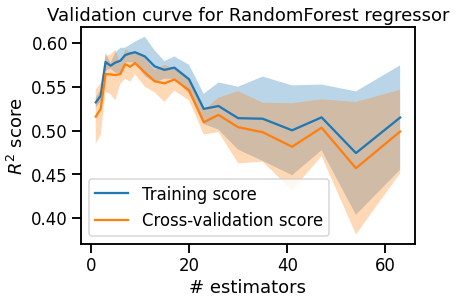 Validation curve for RandomForest regressor
0.60
0.55
0.50
0.45
0.40
R² score
Training score
Cross-validation score
0
20
40
60
# estimators